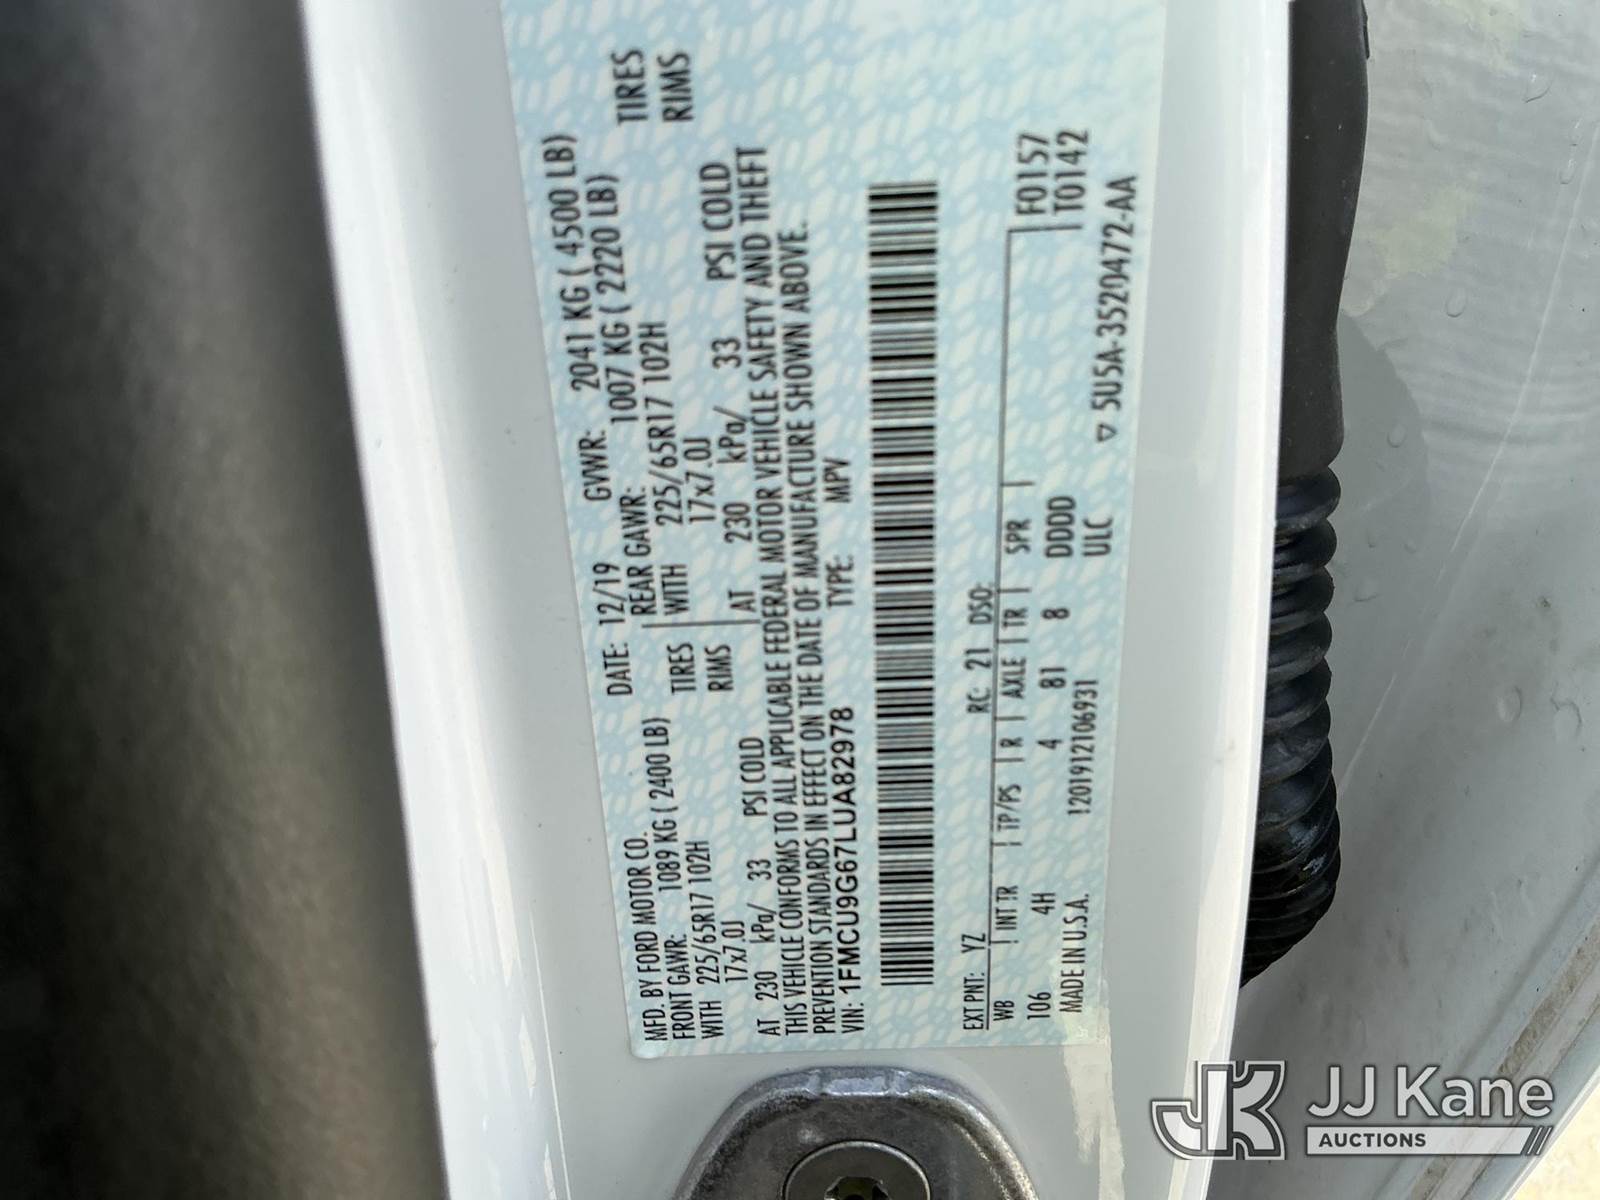 MFD. BY FORD MOTOR CO.
DATE: 12/19 GVWR: 2041 KG ( 4500 LB)
FRONT GAWR: 1089 KG ( 2400 LB) REAR GAWR: 1007 KG ( 2220 LB)
WITH 225/65R17 102H TIRES WITH 225/65R17 102H TIRES
17x7.0J RIMS 17x7.0J RIMS
AT 230 kPa/ 33 PSI COLD AT 230 kPa/ 33 PSI COLD
THIS VEHICLE CONFORMS TO ALL APPLICABLE FEDERAL MOTOR VEHICLE SAFETY AND THEFT
PREVENTION STANDARDS IN EFFECT ON THE DATE OF MANUFACTURE SHOWN ABOVE.
VIN: 1FMCU9G67LUA82978 TYPE: MPV
EXT PNT: YZ RC: 21 DSO:
WB INT TR TP/PS R AXLE TR SPR F0157
106 4H 4 81 8 DDDD T0142
MADE IN U.S.A. ULC
1201912106931 5U5A-3520472-AA
JJ Kane
AUCTIONS